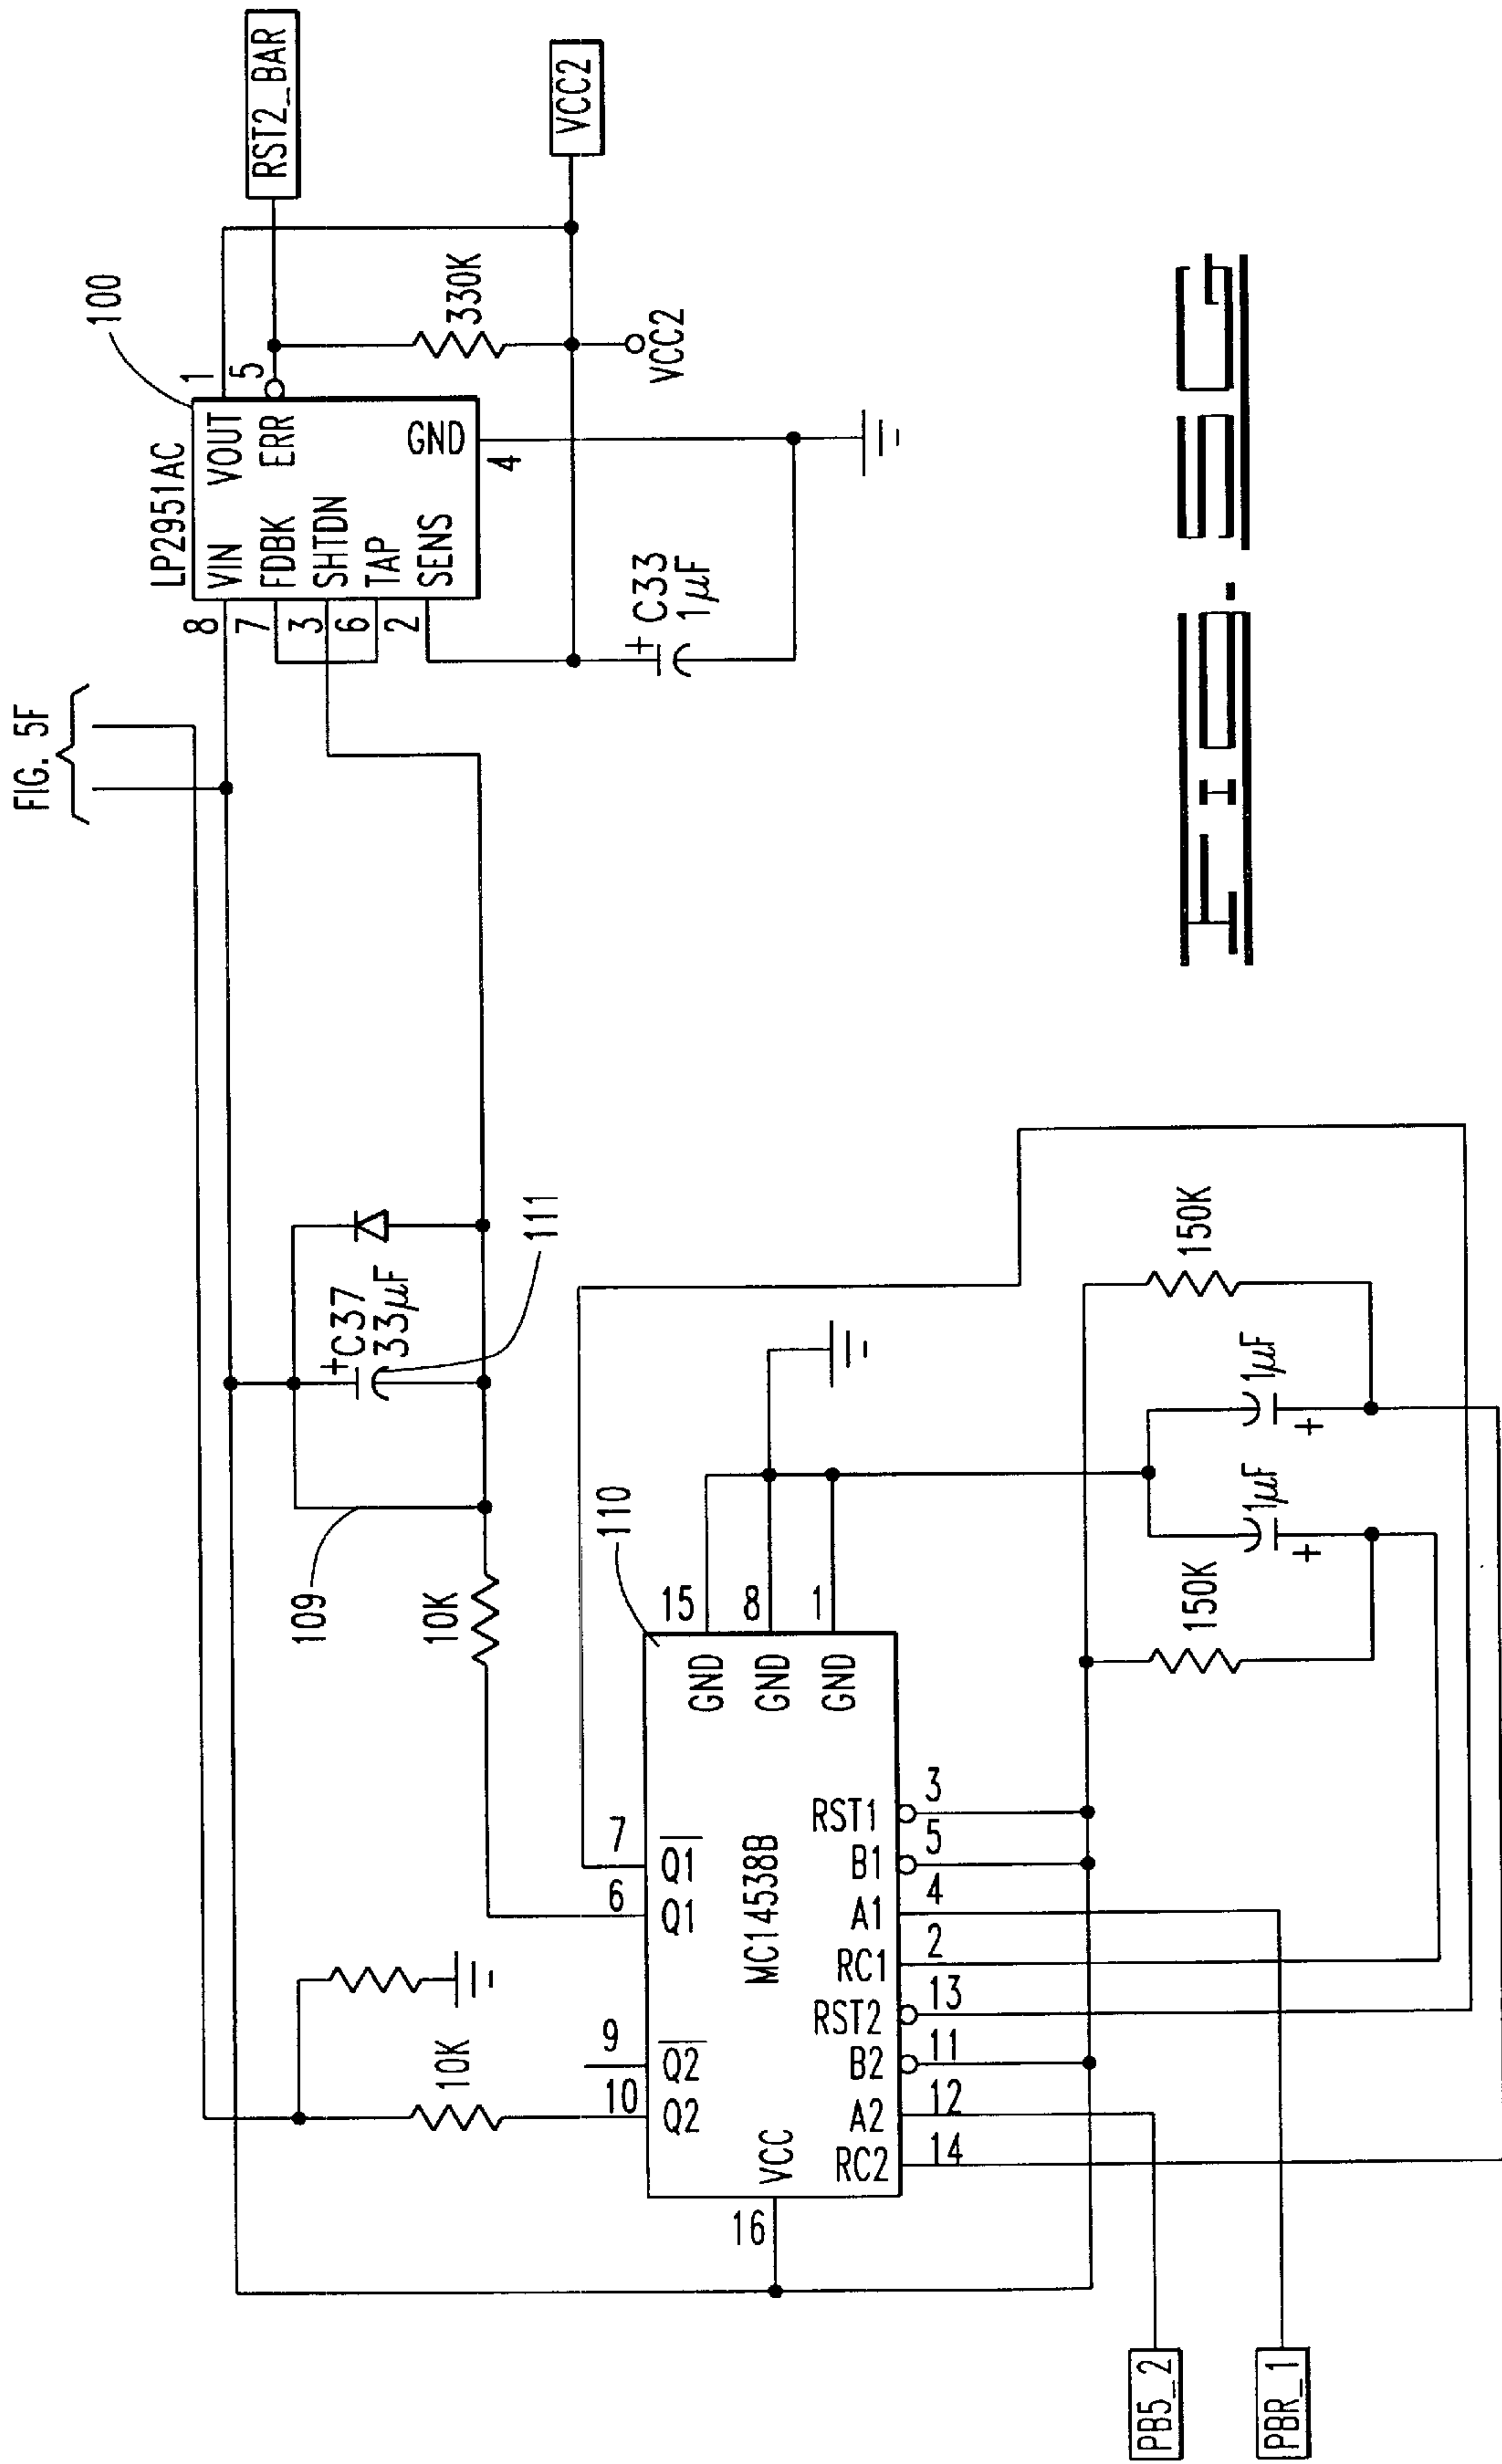 FIG. 5F
100
LP2951AC
8 VIN
VOUT 1
7 FDBK
ERR 5
3 SHTDN
6 TAP
2 SENS
GND
4
RST2_BAR
330K
VCC2
VCC2
+
C33
1µF
+
C37
33µF
111
109
10K
10K
110
MC14538B
10 Q2
9 Q2
6 Q1
7 Q1
16
VCC
GND 15
GND 8
GND 1
RC2 14
A2 12
B2 11
RST2 13
RC1 2
A1 4
B1 5
RST1 3
150K
1µF
+
1µF
+
150K
PB5_2
PBR_1
Fig. 5G